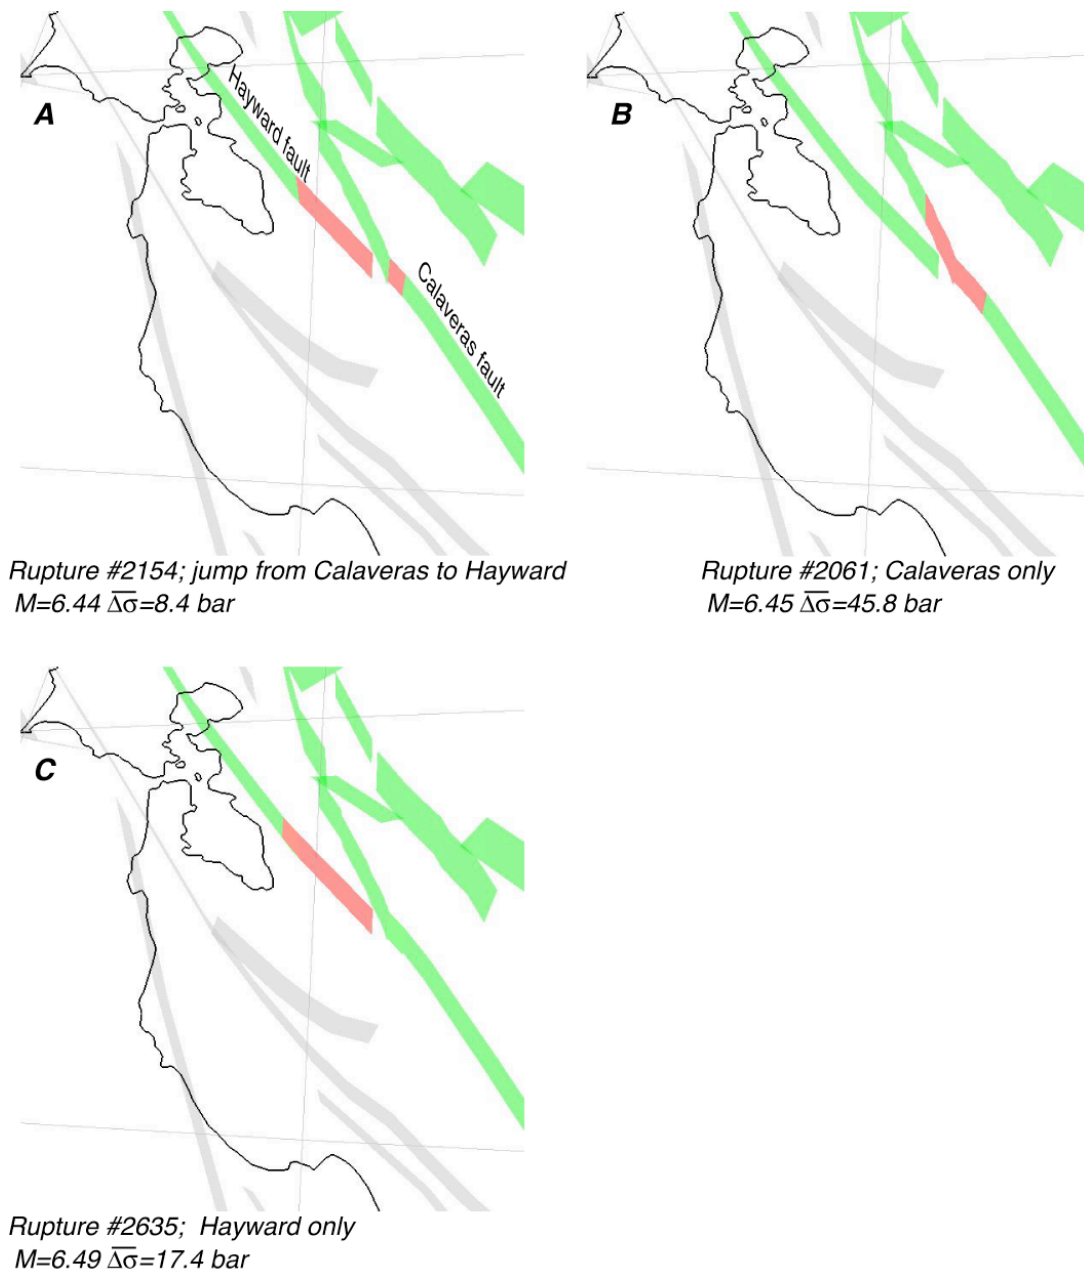 A
Hayward fault
Calaveras fault
Rupture #2154; jump from Calaveras to Hayward
M=6.44 Δσ̅=8.4 bar
B
Rupture #2061; Calaveras only
M=6.45 Δσ̅=45.8 bar
C
Rupture #2635;  Hayward only
M=6.49 Δσ̅=17.4 bar